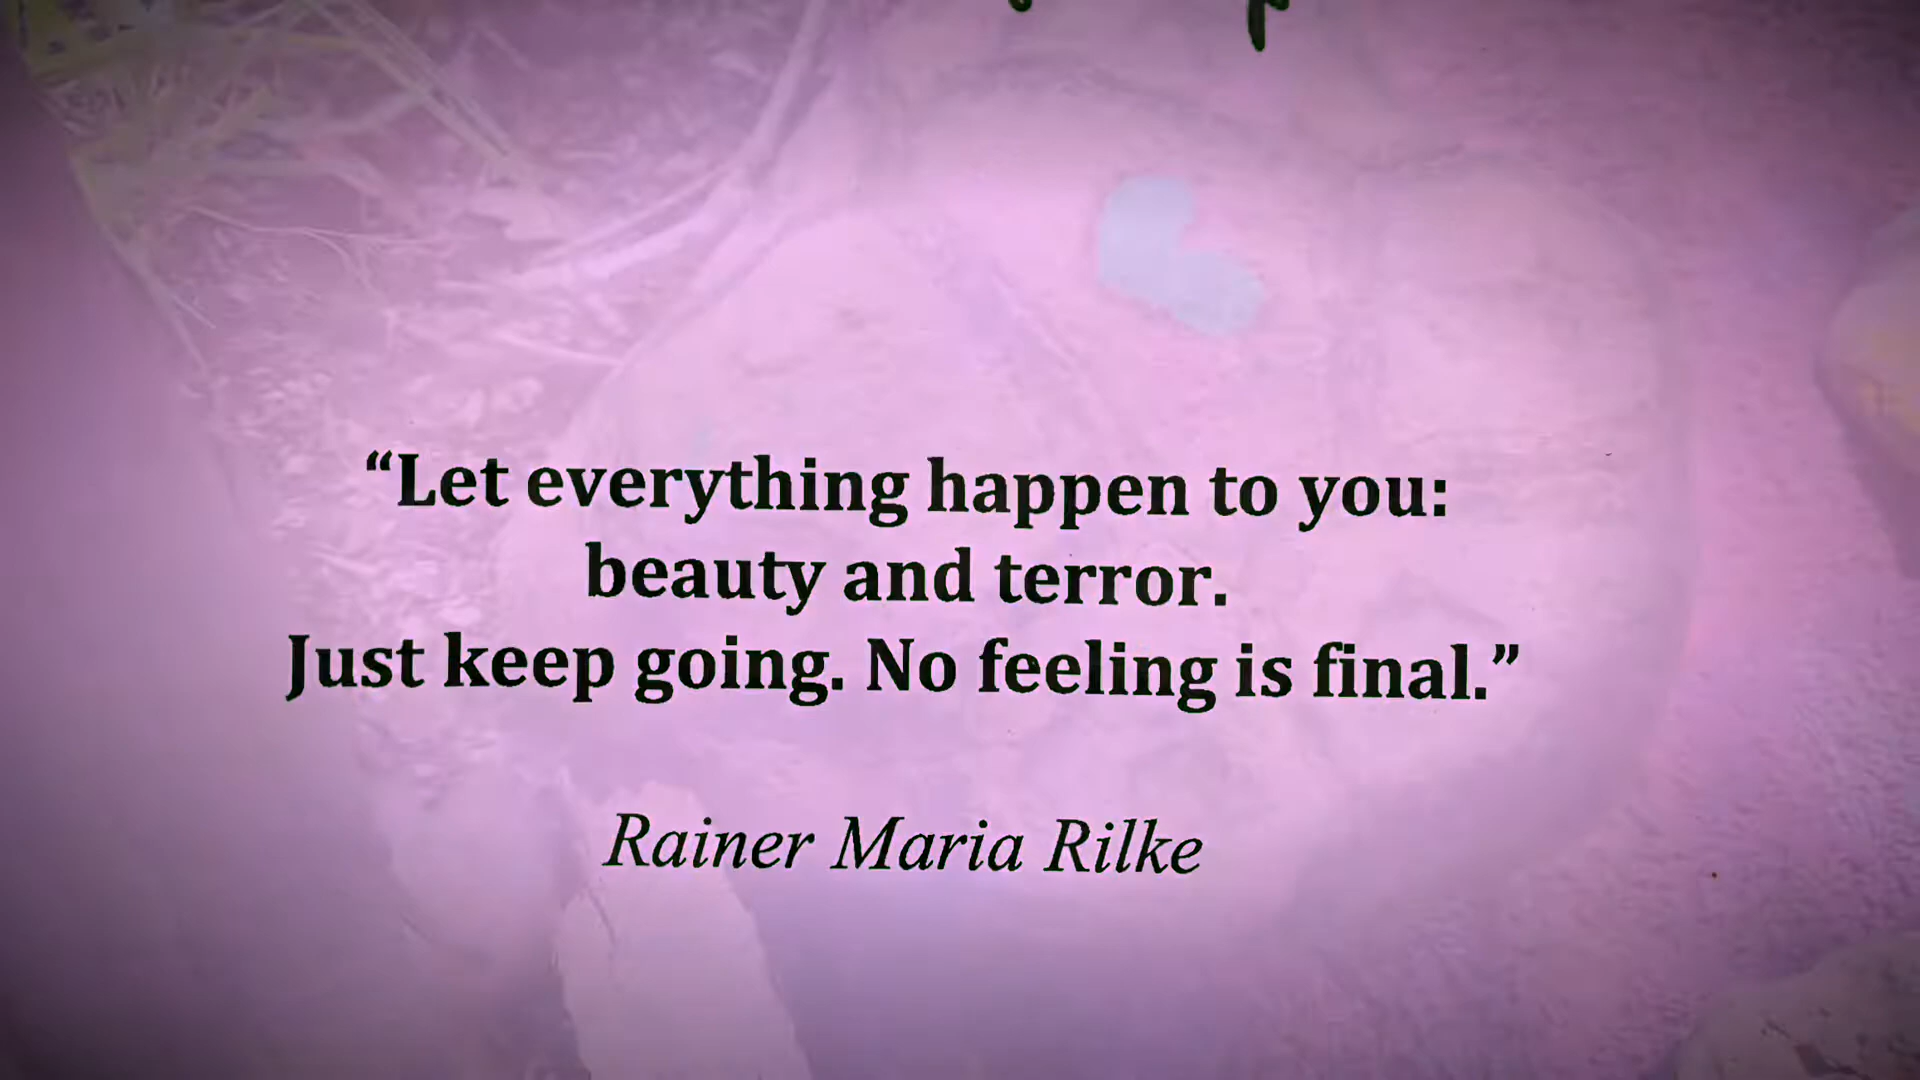 “Let everything happen to you:
beauty and terror.
Just keep going. No feeling is final.”
Rainer Maria Rilke